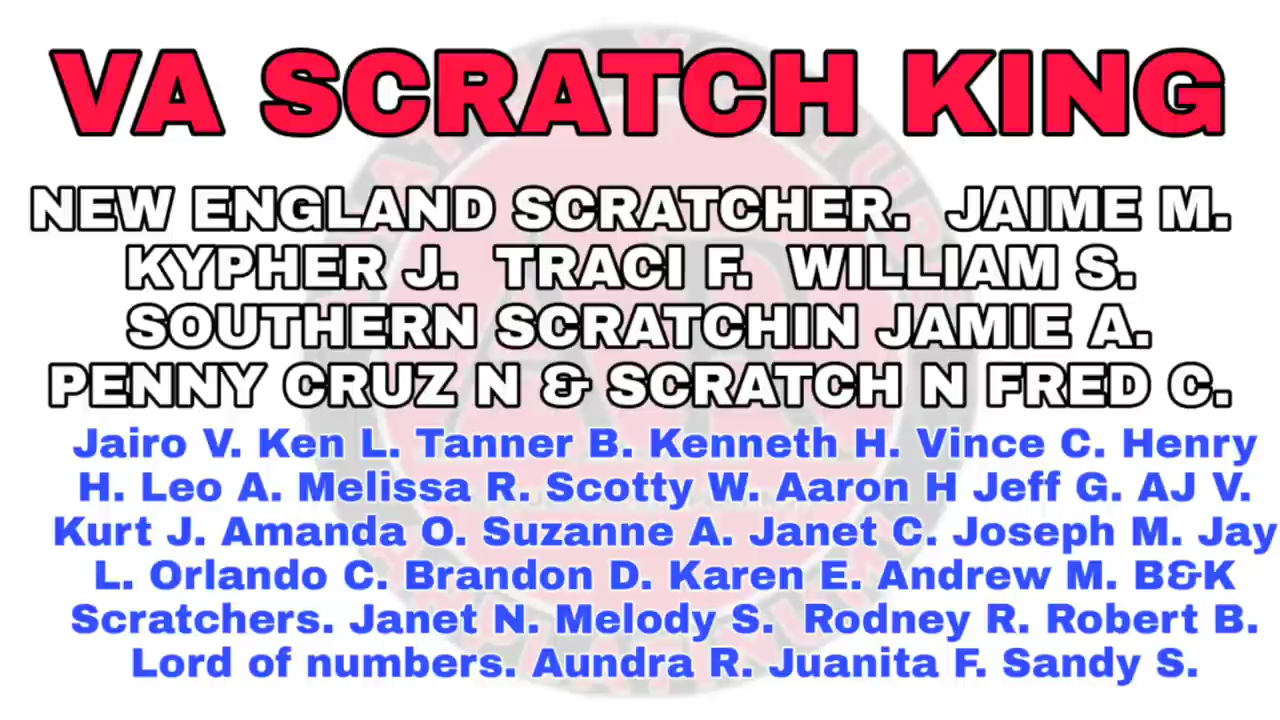 VA SCRATCH KING
NEW ENGLAND SCRATCHER.  JAIME M.
KYPHER J.  TRACI F.  WILLIAM S.
SOUTHERN SCRATCHIN JAMIE A.
PENNY CRUZ N & SCRATCH N FRED C.
Jairo V. Ken L. Tanner B. Kenneth H. Vince C. Henry
H. Leo A. Melissa R. Scotty W. Aaron H Jeff G. AJ V.
Kurt J. Amanda O. Suzanne A. Janet C. Joseph M. Jay
L. Orlando C. Brandon D. Karen E. Andrew M. B&K
Scratchers. Janet N. Melody S.  Rodney R. Robert B.
Lord of numbers. Aundra R. Juanita F. Sandy S.